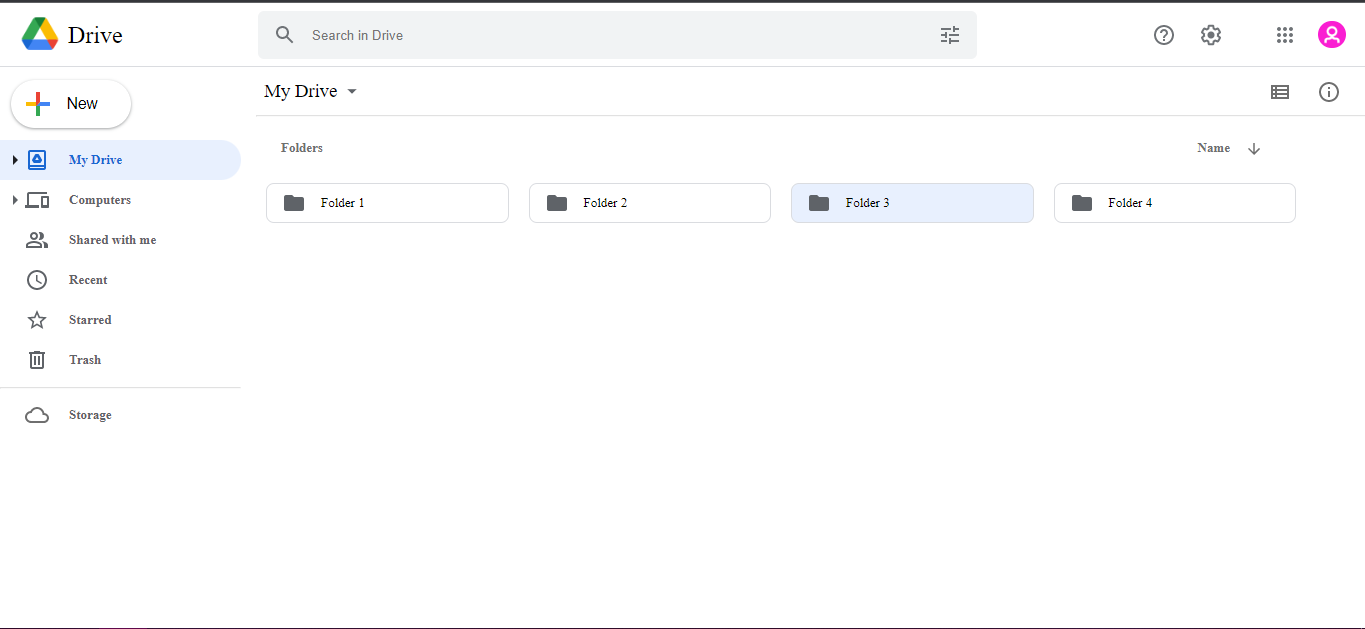 Drive
Search in Drive
New
My Drive
Computers
Shared with me
Recent
Starred
Trash
Storage
My Drive
Folders
Name
Folder 1
Folder 2
Folder 3
Folder 4